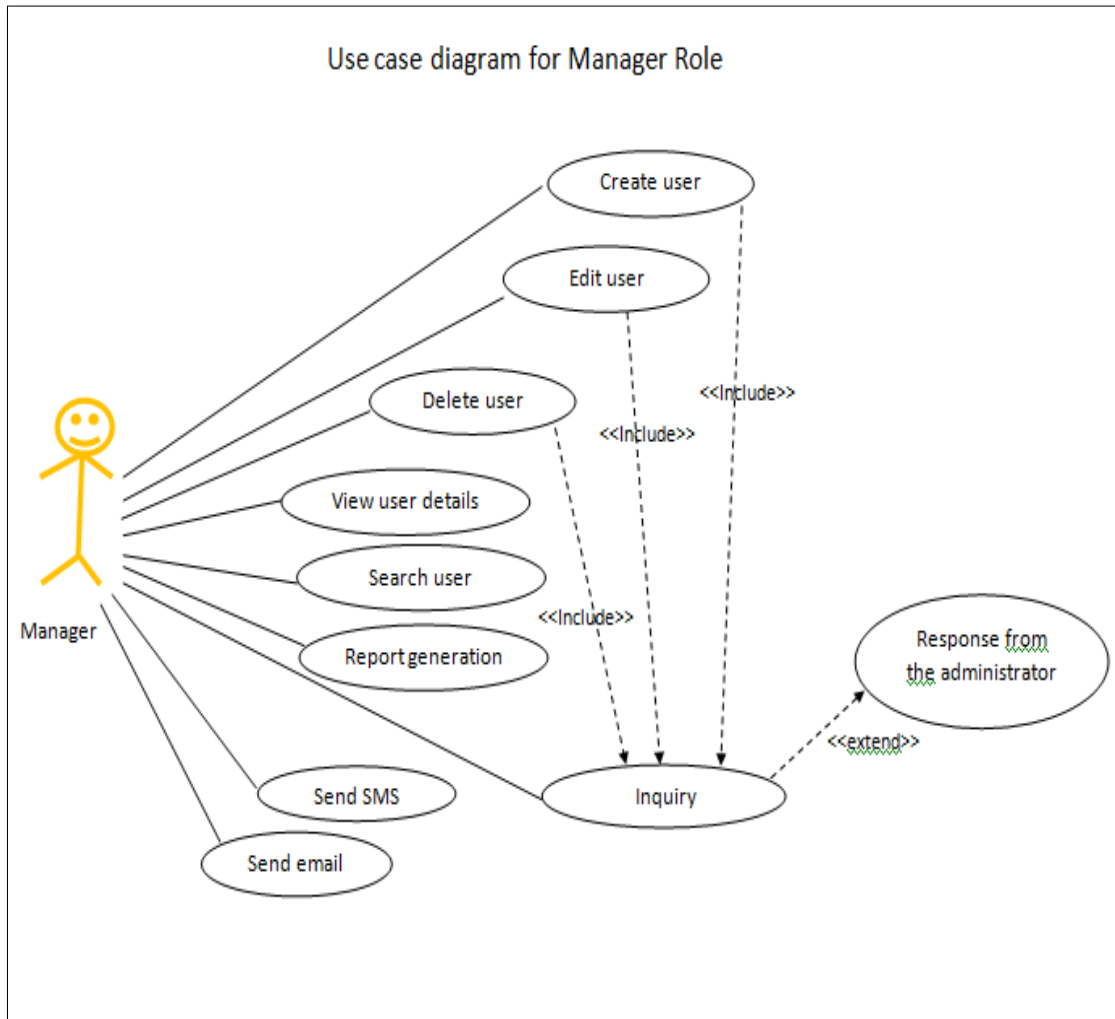 Use case diagram for Manager Role
Create user
Edit user
Delete user
<<Include>>
<<Include>>
View user details
Search user
<<Include>>
Manager
Report generation
Response from
the administrator
<<extend>>
Send SMS
Inquiry
Send email